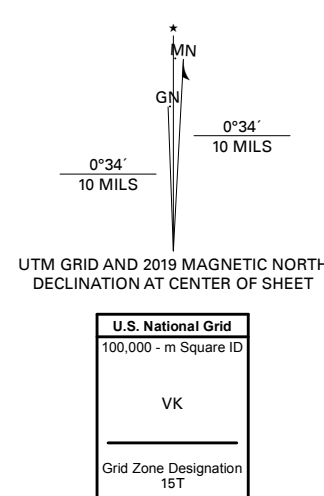 ★
MN
GN
0°34´
10 MILS
0°34´
10 MILS
UTM GRID AND 2019 MAGNETIC NORTH
DECLINATION AT CENTER OF SHEET
U.S. National Grid
100,000 - m Square ID
VK
Grid Zone Designation
15T